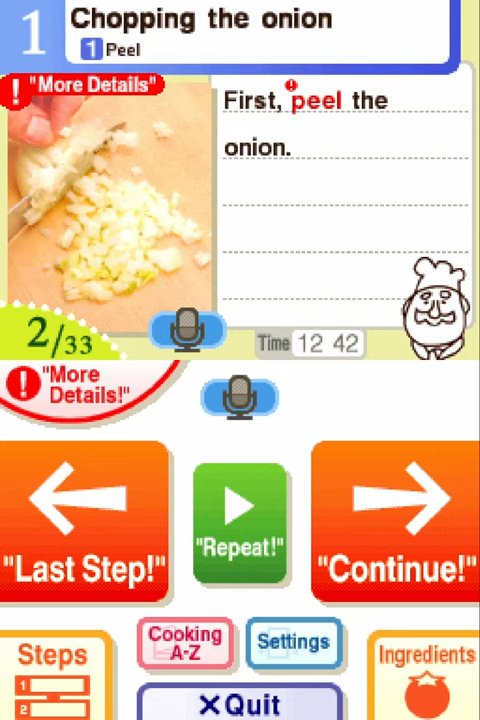 1
Chopping the onion
1 Peel
! "More Details"
First, peel the
onion.
2/33
Time 12 42
! "More
Details!"
"Last Step!"
"Repeat!"
"Continue!"
Cooking
A-Z
Settings
Steps
1
2
Ingredients
×Quit